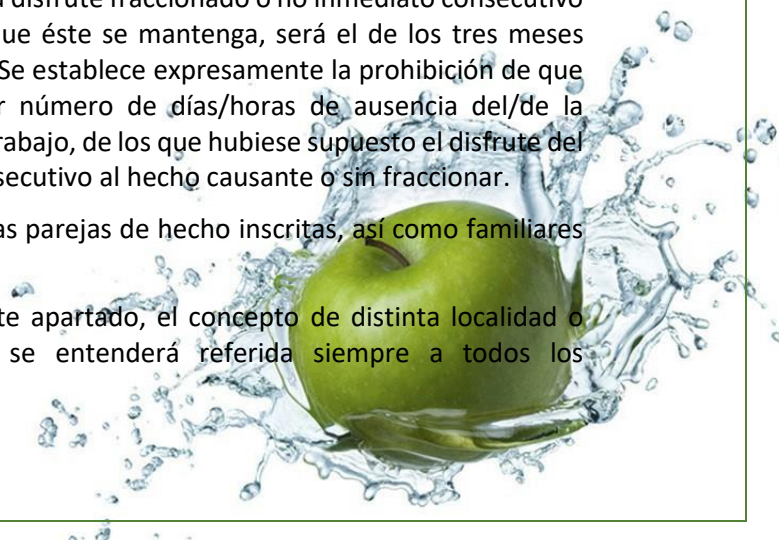 disfrute fraccionado o no inmediato consecutivo
ue éste se mantenga, será el de los tres meses
Se establece expresamente la prohibición de que
r número de días/horas de ausencia del/de la
rabajo, de los que hubiese supuesto el disfrute del
secutivo al hecho causante o sin fraccionar.
as parejas de hecho inscritas, así como familiares
te apartado, el concepto de distinta localidad o
se entenderá referida siempre a todos los